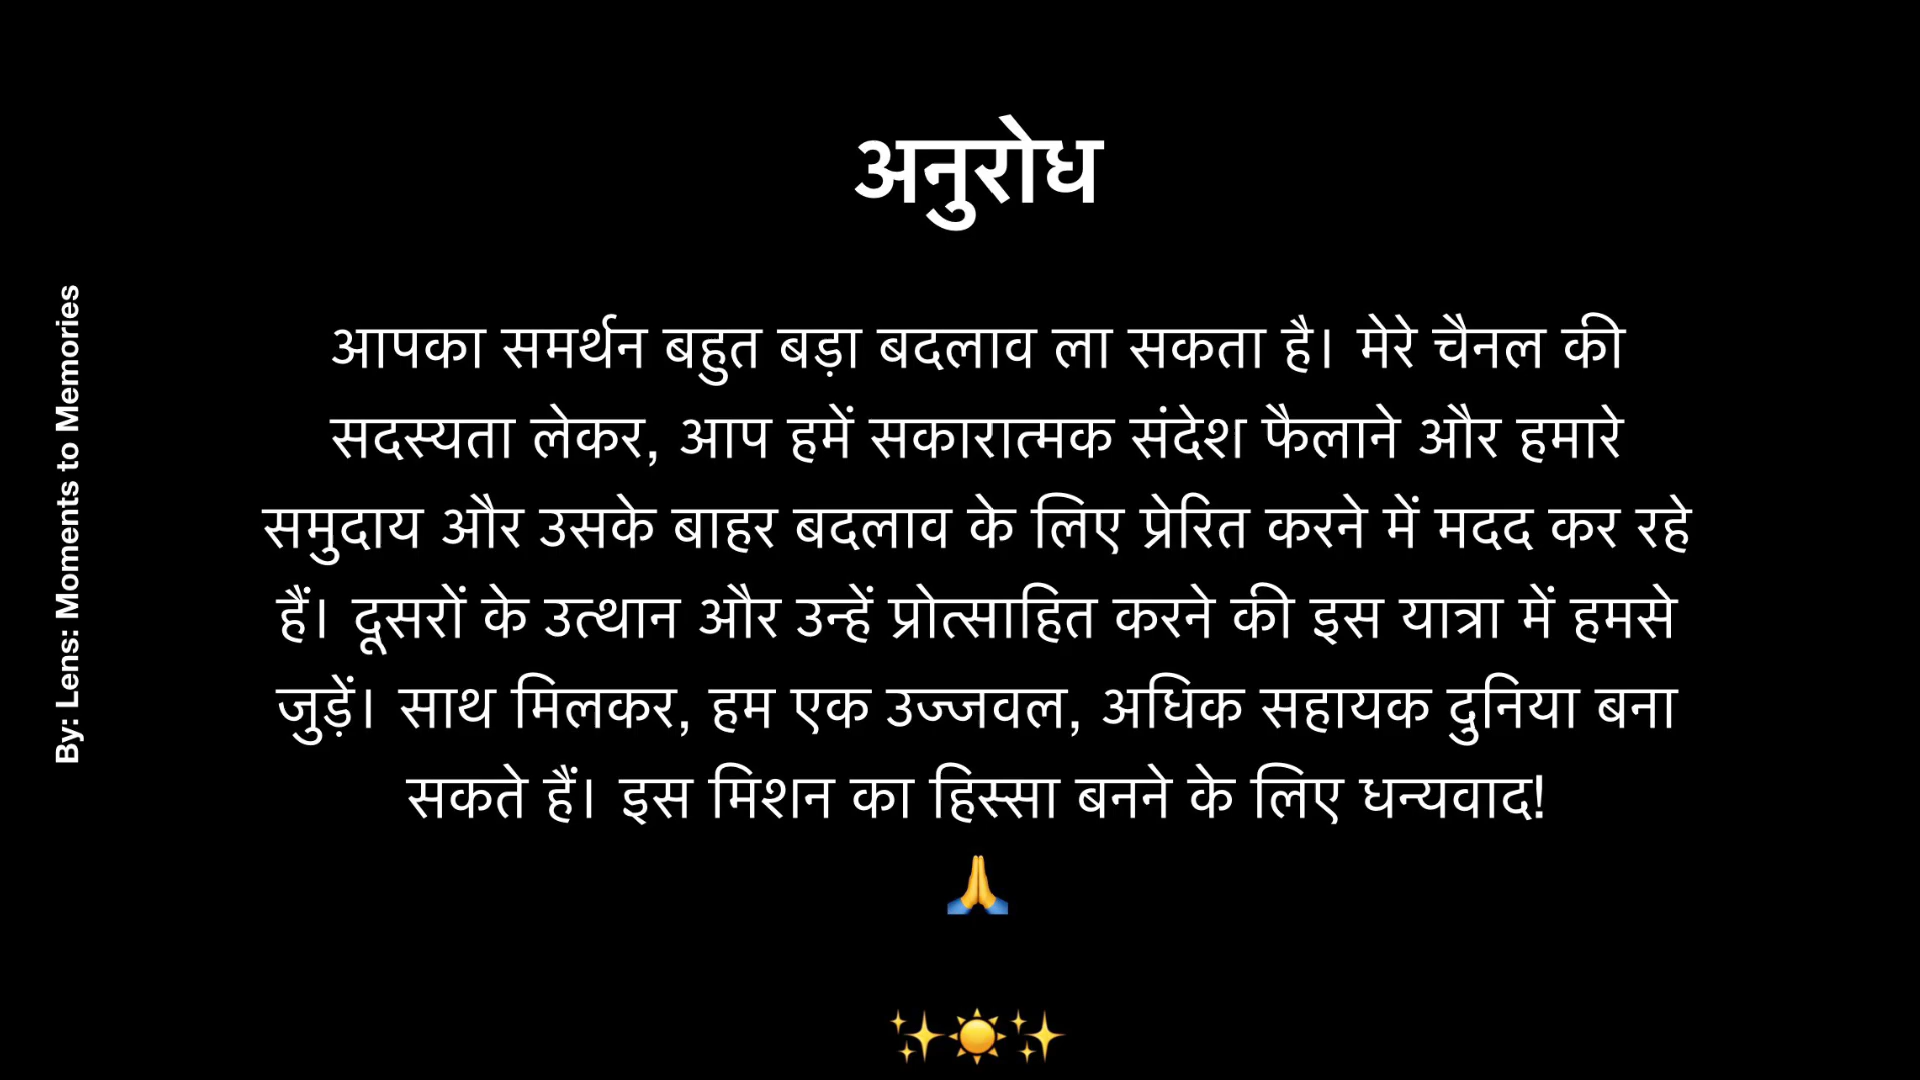 अनुरोध
आपका समर्थन बहुत बड़ा बदलाव ला सकता है। मेरे चैनल की
सदस्यता लेकर, आप हमें सकारात्मक संदेश फैलाने और हमारे
समुदाय और उसके बाहर बदलाव के लिए प्रेरित करने में मदद कर रहे
हैं। दूसरों के उत्थान और उन्हें प्रोत्साहित करने की इस यात्रा में हमसे
जुड़ें। साथ मिलकर, हम एक उज्जवल, अधिक सहायक दुनिया बना
सकते हैं। इस मिशन का हिस्सा बनने के लिए धन्यवाद!
🙏
✨☀️✨
By: Lens: Moments to Memories